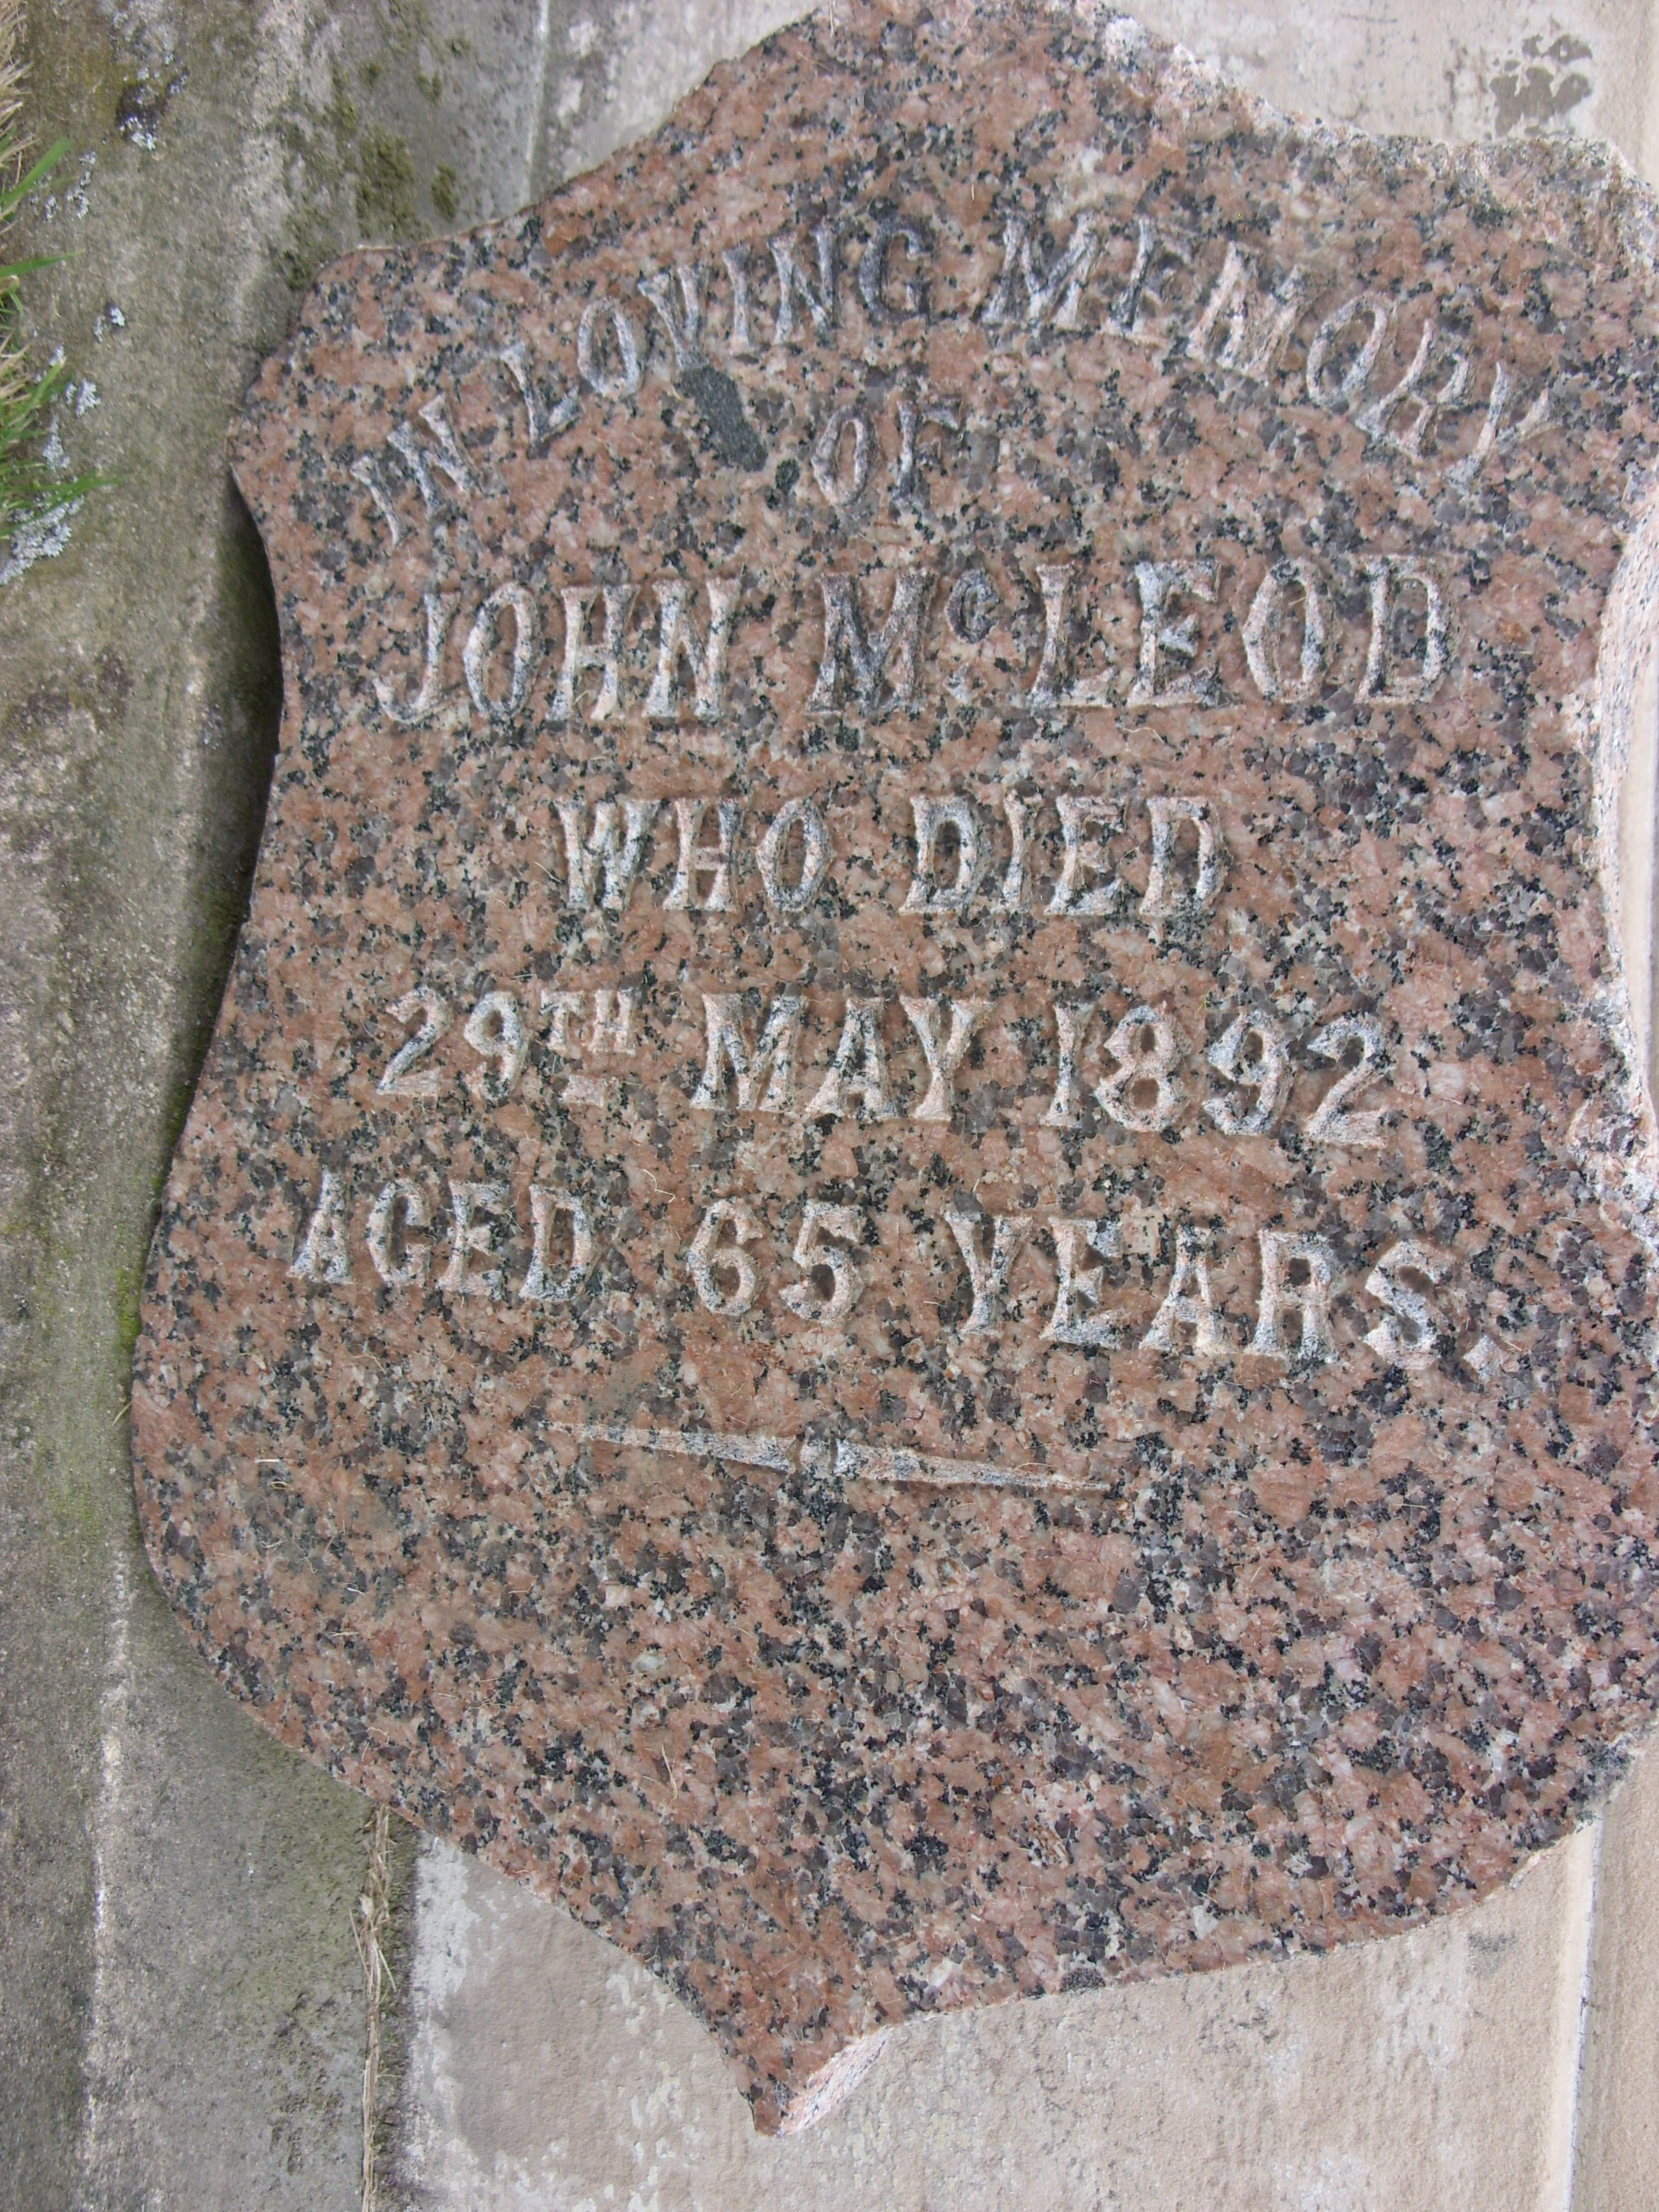 IN LOVING MEMORY
OF
JOHN McLEOD
WHO DIED
29TH MAY 1892
AGED 65 YEARS.